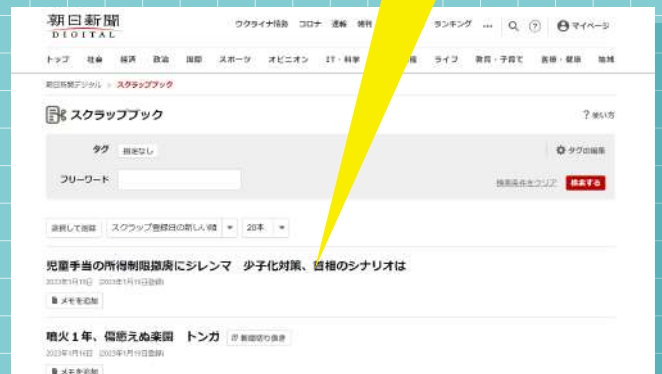 朝日新聞
DIGITAL
ウクライナ情勢 コロナ 速報 朝刊 ランキング … ? マイページ
トップ 社会 経済 政治 国際 スポーツ オピニオン IT・科学 ライフ 教育・子育て 医療・健康 地域
朝日新聞デジタル > スクラップブック
スクラップブック ? 使い方
タグ 指定なし タグの編集
フリーワード 検索条件をクリア 検索する
選択して削除 スクラップ登録日の新しい順 20本
児童手当の所得制限撤廃にジレンマ 少子化対策、首相のシナリオは
メモを追加
噴火1年、傷癒えぬ楽園 トンガ 新聞切り抜き
メモを追加